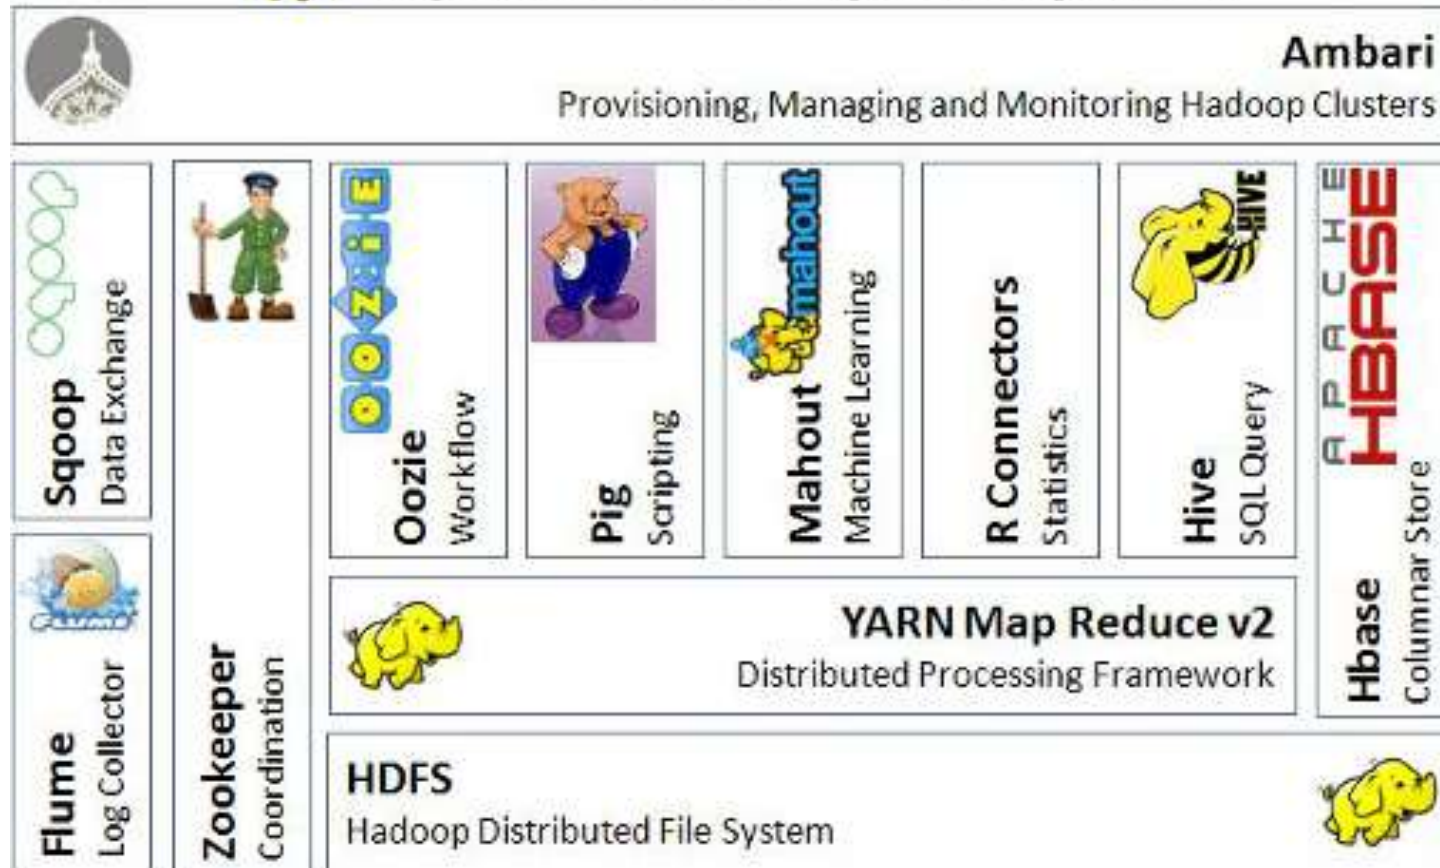 Ambari
Provisioning, Managing and Monitoring Hadoop Clusters
Sqoop
Data Exchange
Flume
FLUME
Log Collector
Zookeeper
Coordination
OOZiE
Oozie
Workflow
Pig
Scripting
mahout
Mahout
Machine Learning
R Connectors
Statistics
HIVE
Hive
SQL Query
APACHE
HBASE
Hbase
Columnar Store
YARN Map Reduce v2
Distributed Processing Framework
HDFS
Hadoop Distributed File System